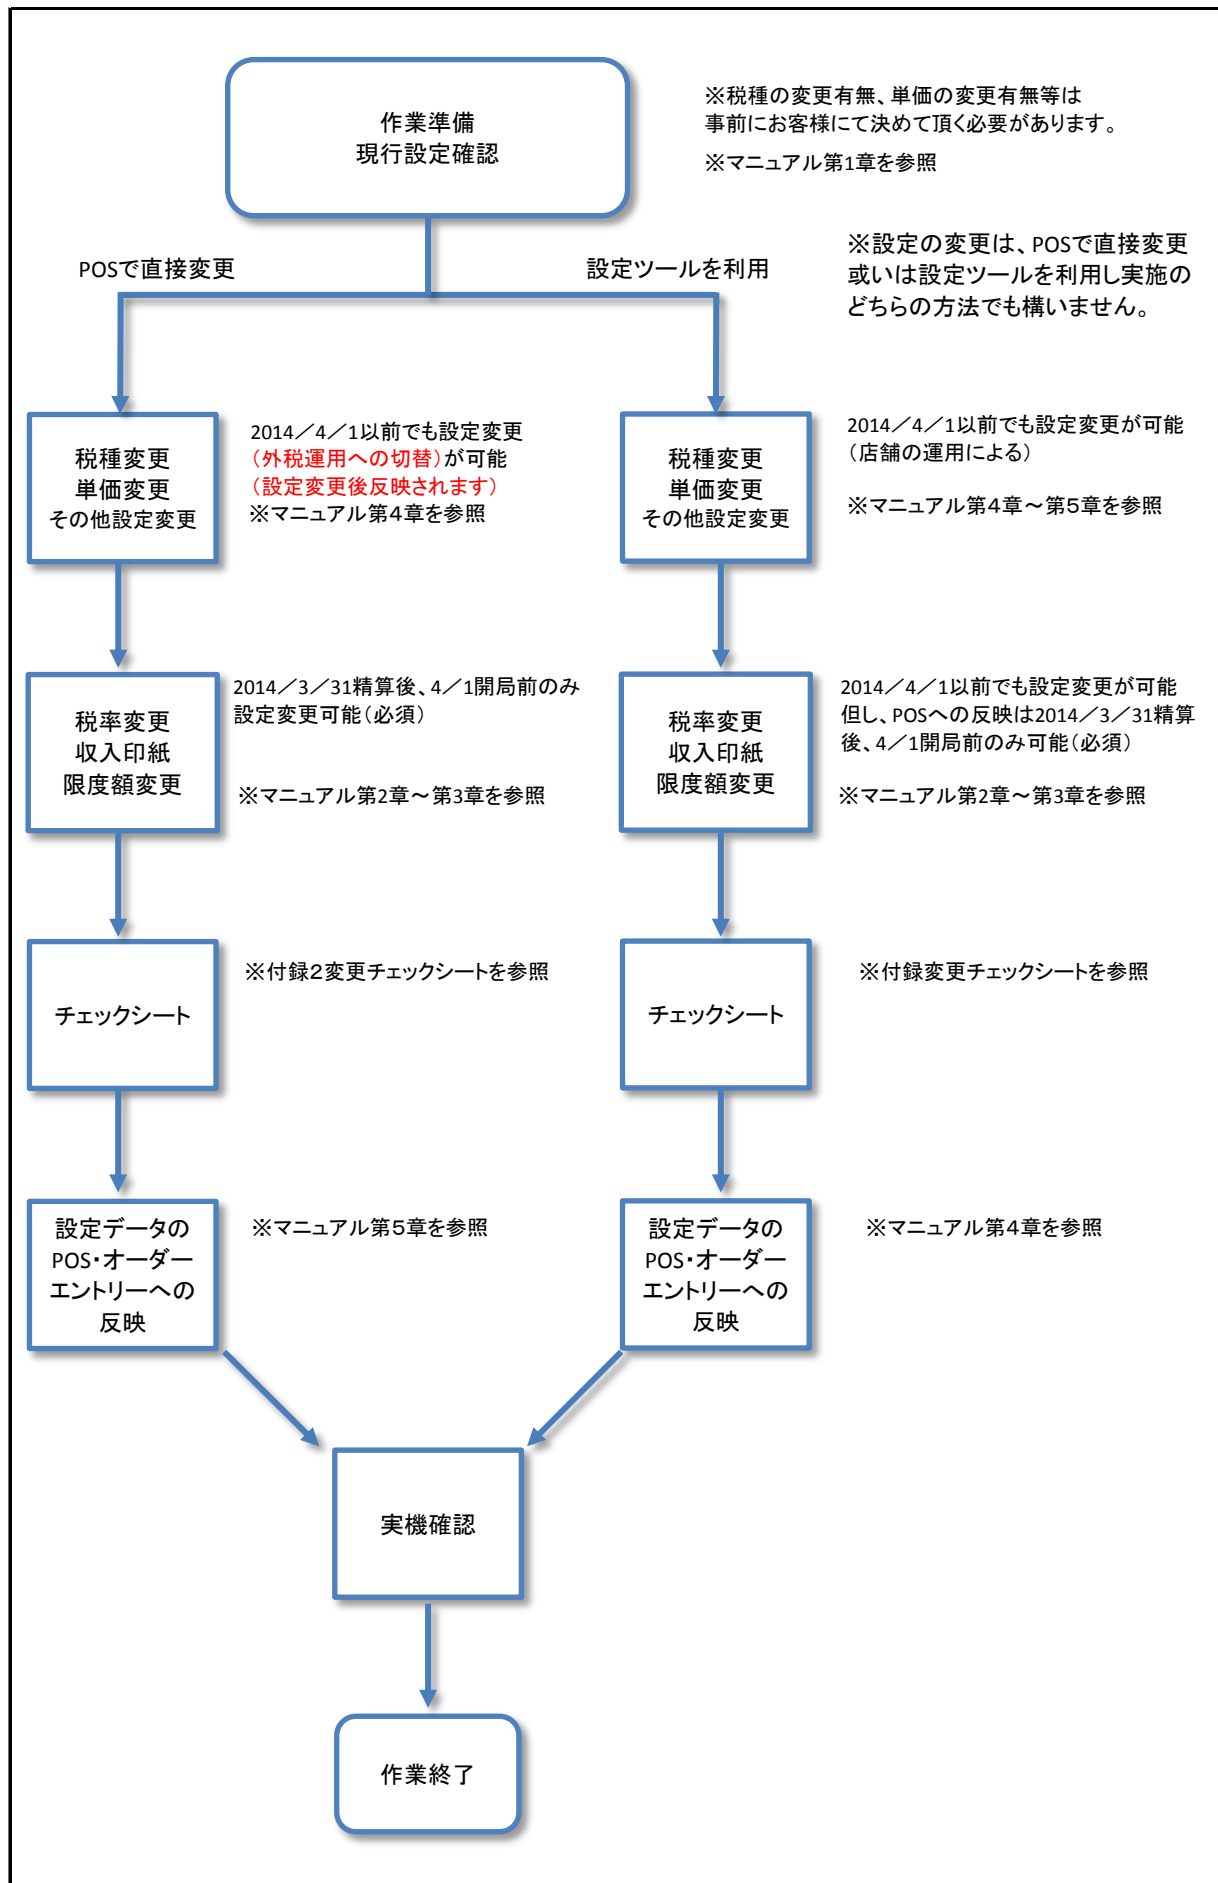 作業準備
現行設定確認
※税種の変更有無、単価の変更有無等は
事前にお客様にて決めて頂く必要があります。
※マニュアル第1章を参照
POSで直接変更
設定ツールを利用
※設定の変更は、POSで直接変更
或いは設定ツールを利用し実施の
どちらの方法でも構いません。
税種変更
単価変更
その他設定変更
2014／4／1以前でも設定変更
（外税運用への切替）が可能
（設定変更後反映されます）
※マニュアル第4章を参照
税種変更
単価変更
その他設定変更
2014／4／1以前でも設定変更が可能
（店舗の運用による）
※マニュアル第4章～第5章を参照
税率変更
収入印紙
限度額変更
2014／3／31精算後、4／1開局前のみ
設定変更可能（必須）
※マニュアル第2章～第3章を参照
税率変更
収入印紙
限度額変更
2014／4／1以前でも設定変更が可能
但し、POSへの反映は2014／3／31精算
後、4／1開局前のみ可能（必須）
※マニュアル第2章～第3章を参照
チェックシート
※付録２変更チェックシートを参照
チェックシート
※付録変更チェックシートを参照
設定データの
POS・オーダー
エントリーへの
反映
※マニュアル第5章を参照
設定データの
POS・オーダー
エントリーへの
反映
※マニュアル第4章を参照
実機確認
作業終了